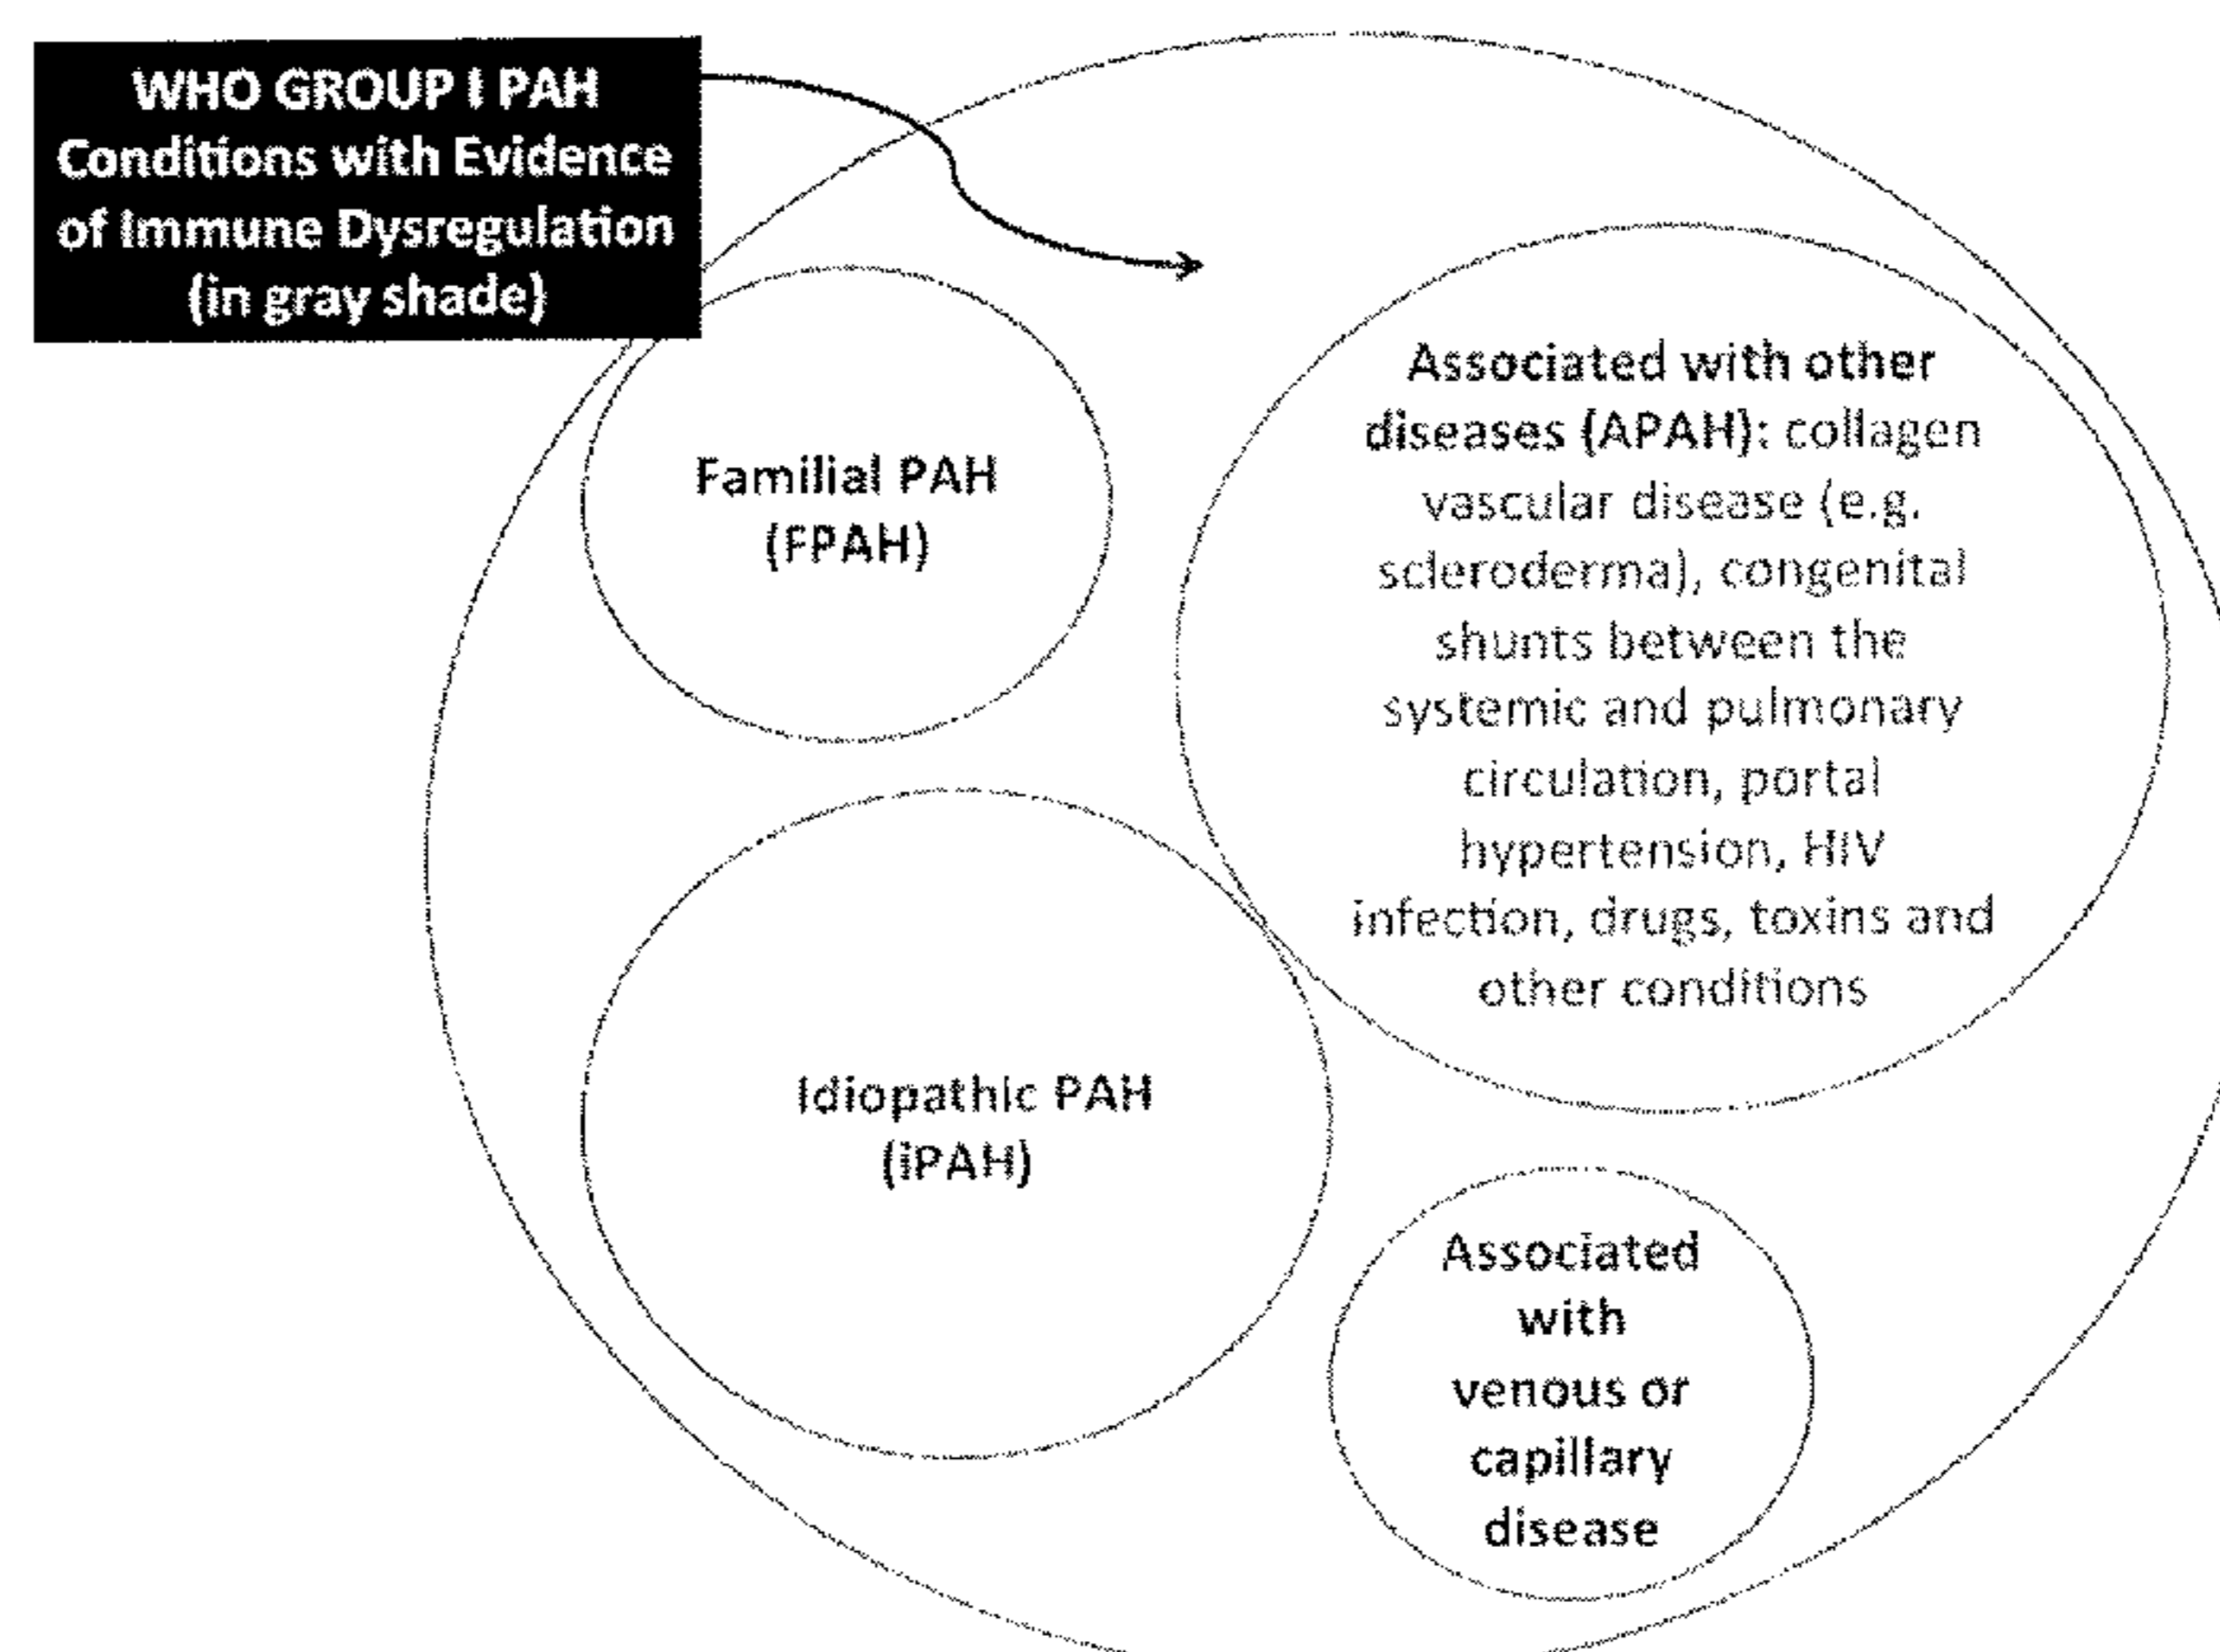 WHO GROUP I PAH
Conditions with Evidence
of Immune Dysregulation
(in gray shade)
Familial PAH
(FPAH)
Associated with other
diseases (APAH): collagen
vascular disease (e.g.
scleroderma), congenital
shunts between the
systemic and pulmonary
circulation, portal
hypertension, HIV
infection, drugs, toxins and
other conditions
Idiopathic PAH
(iPAH)
Associated
with
venous or
capillary
disease